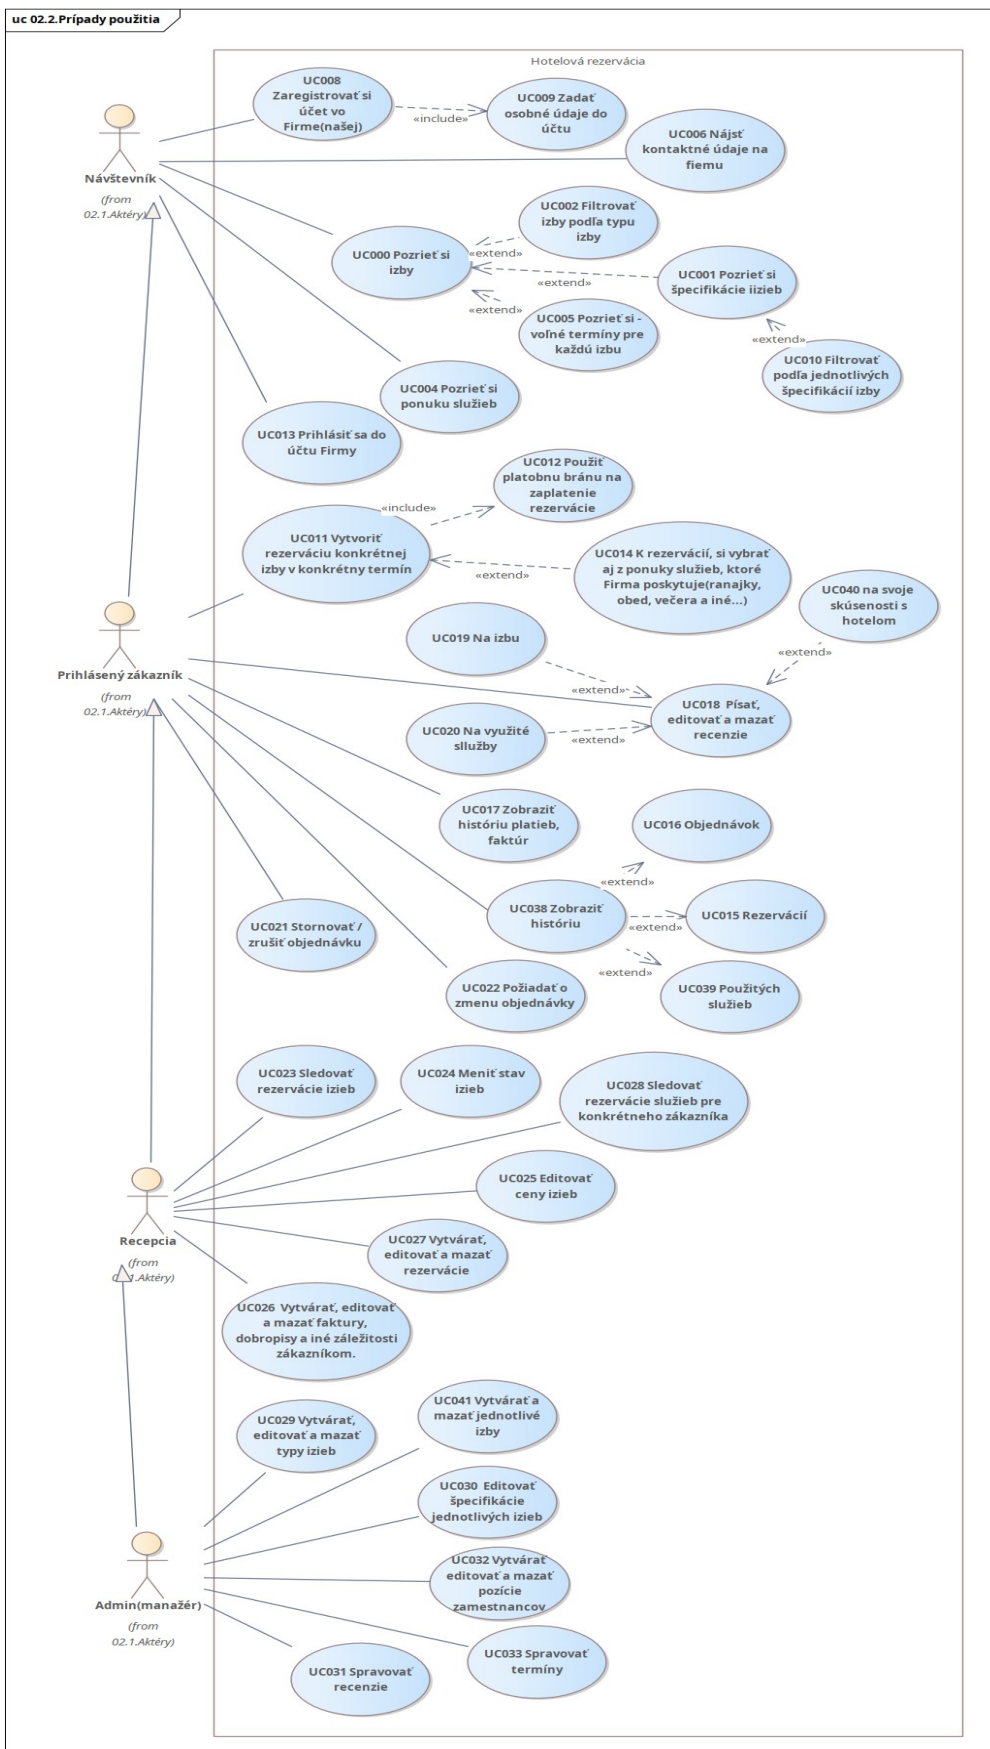 uc 02.2.Prípady použitia
Hotelová rezervácia
UC008
Zaregistrovať si
účet vo
Firme(našej)
«include»
UC009 Zadať
osobné údaje do
účtu
UC006 Nájsť
kontaktné údaje na
fiemu
Návštevník
(from
02.1.Aktéry)
UC002 Filtrovať
izby podľa typu
izby
UC000 Pozrieť si
izby
«extend»
UC001 Pozrieť si
špecifikácie iizieb
«extend»
«extend»
UC005 Pozrieť si -
voľné termíny pre
každú izbu
«extend»
UC010 Filtrovať
podľa jednotlivých
špecifikácií izby
UC004 Pozrieť si
ponuku služieb
UC013 Prihlásiť sa do
účtu Firmy
UC012 Použiť
platobnu bránu na
zaplatenie
rezervácie
«include»
UC011 Vytvoriť
rezerváciu konkrétnej
izby v konkrétny termín
«extend»
UC014 K rezervácií, si vybrať
aj z ponuky služieb, ktoré
Firma poskytuje(ranajky,
obed, večera a iné...)
UC040 na svoje
skúsenosti s
hotelom
Prihlásený zákazník
(from
02.1.Aktéry)
UC019 Na izbu
«extend»
«extend»
UC018  Písať,
editovať a mazať
recenzie
UC020 Na využité
sllužby
«extend»
UC017 Zobraziť
históriu platieb,
faktúr
UC016 Objednávok
«extend»
UC038 Zobraziť
históriu
UC015 Rezervácií
«extend»
UC021 Stornovať /
zrušiť objednávku
«extend»
UC022 Požiadať o
zmenu objednávky
UC039 Použitých
služieb
UC023 Sledovať
rezervácie izieb
UC024 Meniť stav
izieb
UC028 Sledovať
rezervácie služieb pre
konkrétneho zákazníka
UC025 Editovať
ceny izieb
Recepcia
(from
02.1.Aktéry)
UC027 Vytvárať,
editovať a mazať
rezervácie
UC026  Vytvárať, editovať
a mazať faktury,
dobropisy a iné záležitosti
zákazníkom.
UC041 Vytvárať a
mazať jednotlivé
izby
UC029 Vytvárať,
editovať a mazať
typy izieb
UC030  Editovať
špecifikácie
jednotlivých izieb
UC032 Vytvárať
editovať a mazať
pozície
zamestnancov
Admin(manažér)
(from
02.1.Aktéry)
UC033 Spravovať
termíny
UC031 Spravovať
recenzie